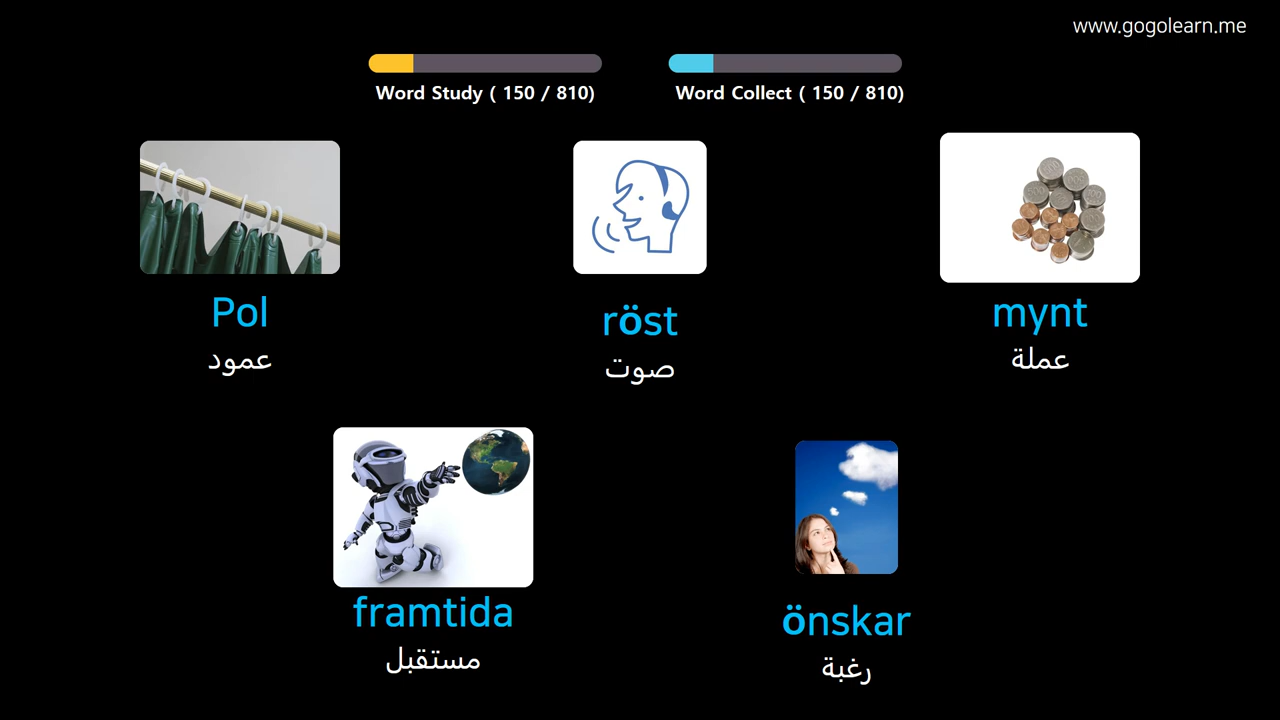 www.gogolearn.me
Word Study ( 150 / 810)
Word Collect ( 150 / 810)
Pol
عمود
röst
صوت
mynt
عملة
framtida
مستقبل
önskar
رغبة